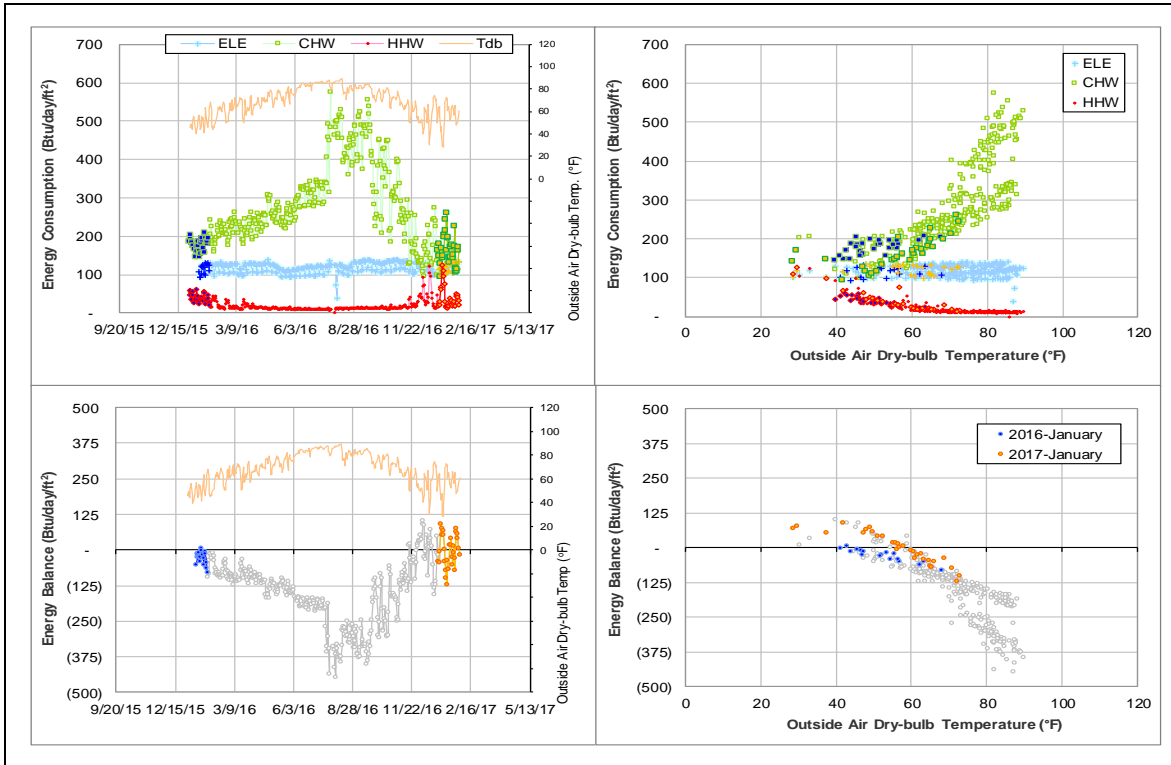 ELE CHW HHW Tdb
700
600
500
400
300
200
100
-
120
100
80
60
40
20
0
Energy Consumption (Btu/day/ft²)
Outside Air Dry-bulb Temp. (°F)
9/20/15 12/15/15 3/9/16 6/3/16 8/28/16 11/22/16 2/16/17 5/13/17
ELE
CHW
HHW
700
600
500
400
300
200
100
-
Energy Consumption (Btu/day/ft²)
0 20 40 60 80 100 120
Outside Air Dry-bulb Temperature (°F)
500
375
250
125
-
(125)
(250)
(375)
(500)
120
100
80
60
40
20
0
Energy Balance (Btu/day/ft²)
Outside Air Dry-bulb Temp (°F)
9/20/15 12/15/15 3/9/16 6/3/16 8/28/16 11/22/16 2/16/17 5/13/17
2016-January
2017-January
500
375
250
125
-
(125)
(250)
(375)
(500)
Energy Balance (Btu/day/ft²)
0 20 40 60 80 100 120
Outside Air Dry-bulb Temperature (°F)